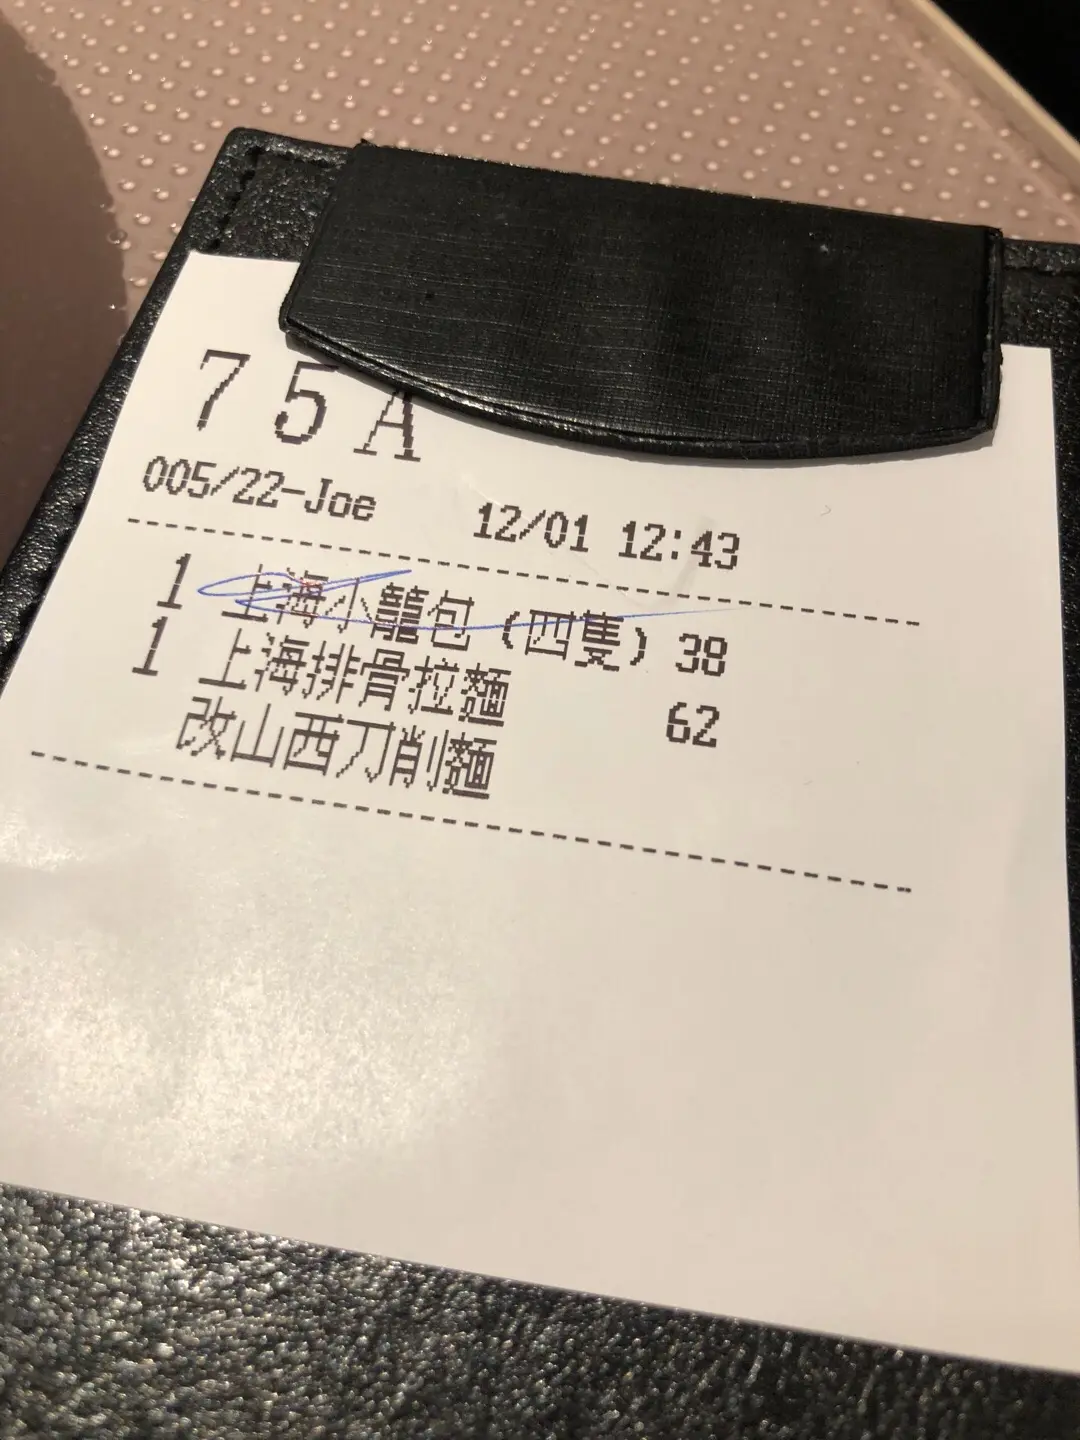 75A
005/22-Joe 12/01 12:43
1 上海小籠包 (四隻) 38
1 上海排骨拉麵 62
改山西刀削麵